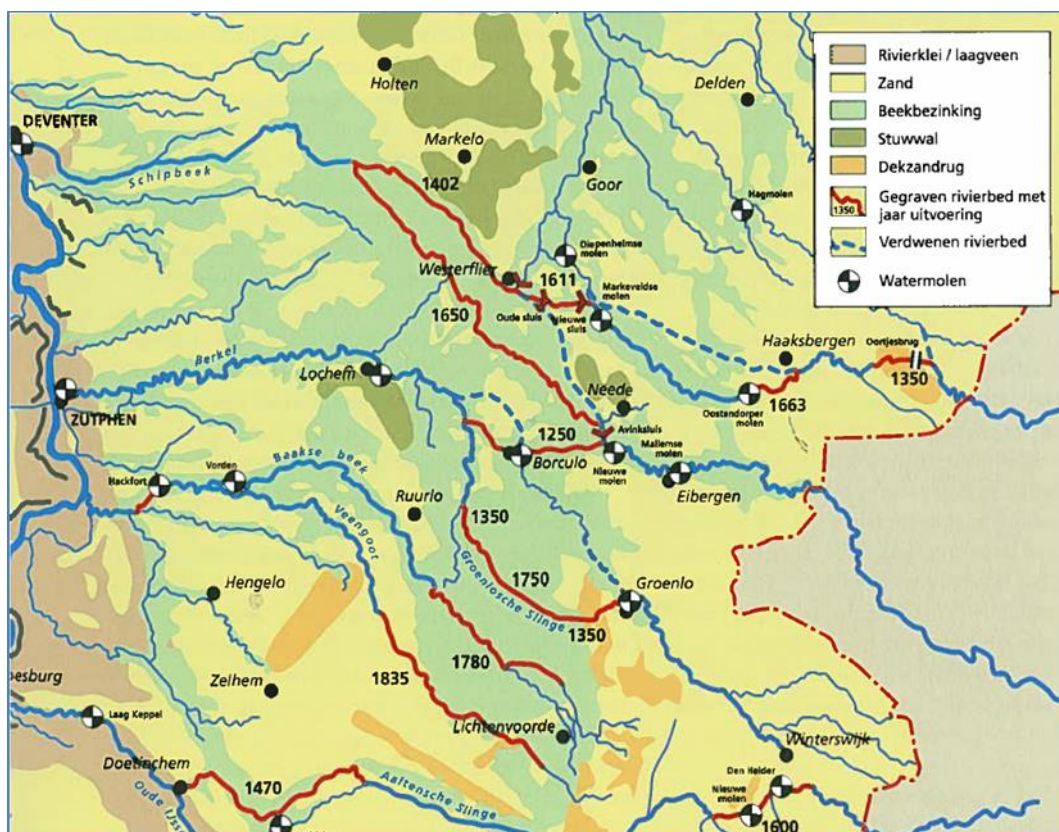 Rivierklei / laagveen
Zand
Beekbezinking
Stuwwal
Dekzandrug
Gegraven rivierbed met
jaar uitvoering
1350
Verdwenen rivierbed
Watermolen
Holten
Delden
DEVENTER
Markelo
1402
Schipbeek
Goor
Hagmolen
Diepenheimse
molen
Westerflier
1611
Markeveldse
molen
Oude sluis
Nieuwe
sluis
1650
Haaksbergen
Oortjesbrug
1350
Berkel
Lochem
Neede
1663
Oostendorper
molen
ZUTPHEN
1250
Avinksluis
Mallemse
molen
Borculo
Nieuwe
molen
Eibergen
Vorden
Baakse beek
Hackfort
Ruurlo
1350
Veengoot
Groenlosche Slinge
1750
Groenlo
Hengelo
1350
1780
1835
Zelhem
oesburg
Lichtenvoorde
Laag Keppel
Winterswijk
Doetinchem
Den Helder
1470
Nieuwe
molen
Aaltensche Slinge
Oude IJsse
1600